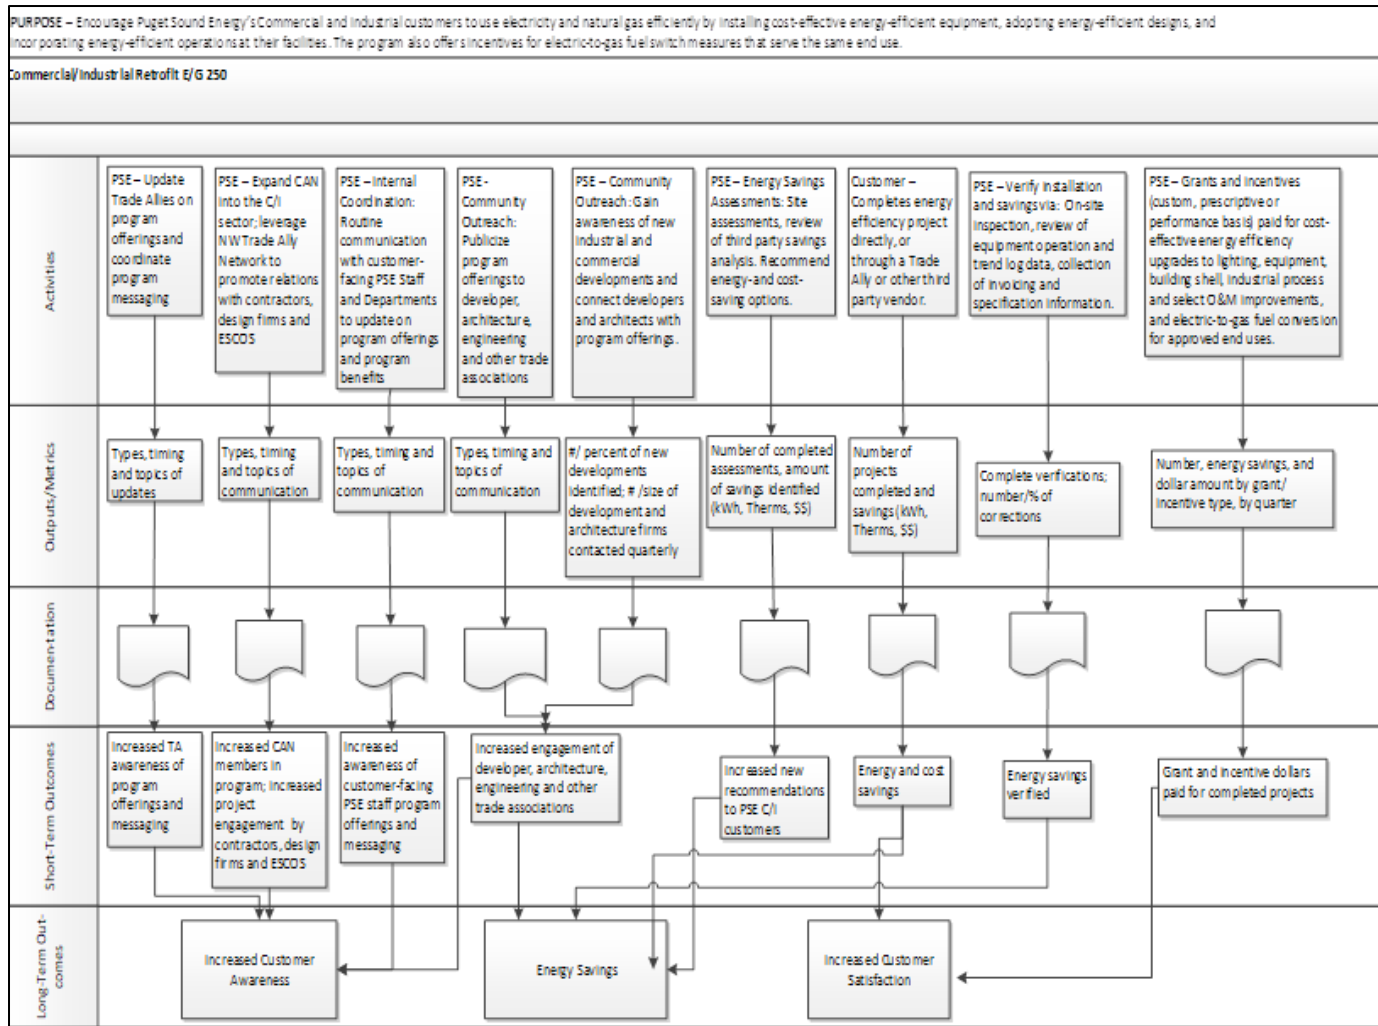 PURPOSE – Encourage Puget Sound Energy's Commercial and Industrial customers to use electricity and natural gas efficiently by installing cost-effective energy-efficient equipment, adopting energy-efficient designs, and
incorporating energy-efficient operations at their facilities. The program also offers incentives for electric-to-gas fuel switch measures that serve the same end use.
Commercial/Industrial Retrofit E/G 250
Activities
PSE – Update
Trade Allies on
program
offerings and
coordinate
program
messaging
PSE – Expand CAN
into the C/I
sector; leverage
NW Trade Ally
Network to
promote relations
with contractors,
design firms and
ESCOS
PSE – Internal
Coordination:
Routine
communication
with customer-
facing PSE Staff
and Departments
to update on
program offerings
and program
benefits
PSE -
Community
Outreach:
Publicize
program
offerings to
developer,
architecture,
engineering
and other trade
associations
PSE – Community
Outreach: Gain
awareness of new
industrial and
commercial
developments and
connect developers
and architects with
program offerings.
PSE – Energy Savings
Assessments: Site
assessments, review
of third party savings
analysis. Recommend
energy-and cost-
saving options.
Customer –
Completes energy
efficiency project
directly, or
through a Trade
Ally or other third
party vendor.
PSE – Verify installation
and savings via: On-site
inspection, review of
equipment operation and
trend log data, collection
of invoicing and
specification information.
PSE – Grants and incentives
(custom, prescriptive or
performance basis) paid for cost-
effective energy efficiency
upgrades to lighting, equipment,
building shell, industrial process
and select O&M improvements,
and electric-to-gas fuel conversion
for approved end uses.
Outputs/Metrics
Types, timing
and topics of
updates
Types, timing
and topics of
communication
Types, timing and
topics of
communication
Types, timing and
topics of
communication
#/ percent of new
developments
identified; # /size of
development and
architecture firms
contacted quarterly
Number of completed
assessments, amount
of savings identified
(kWh, Therms, $$)
Number of
projects
completed and
savings (kWh,
Therms, $$)
Complete verifications;
number/% of
corrections
Number, energy savings, and
dollar amount by grant/
incentive type, by quarter
Documen-tation
Short-Term Outcomes
Increased TA
awareness of
program
offerings and
messaging
Increased CAN
members in
program; increased
project
engagement by
contractors, design
firms and ESCOS
Increased
awareness of
customer-facing
PSE staff program
offerings and
messaging
Increased engagement of
developer, architecture,
engineering and other
trade associations
Increased new
recommendations
to PSE C/I
customers
Energy and cost
savings
Energy savings
verified
Grant and incentive dollars
paid for completed projects
Long-Term Out-
comes
Increased Customer
Awareness
Energy Savings
Increased Customer
Satisfaction